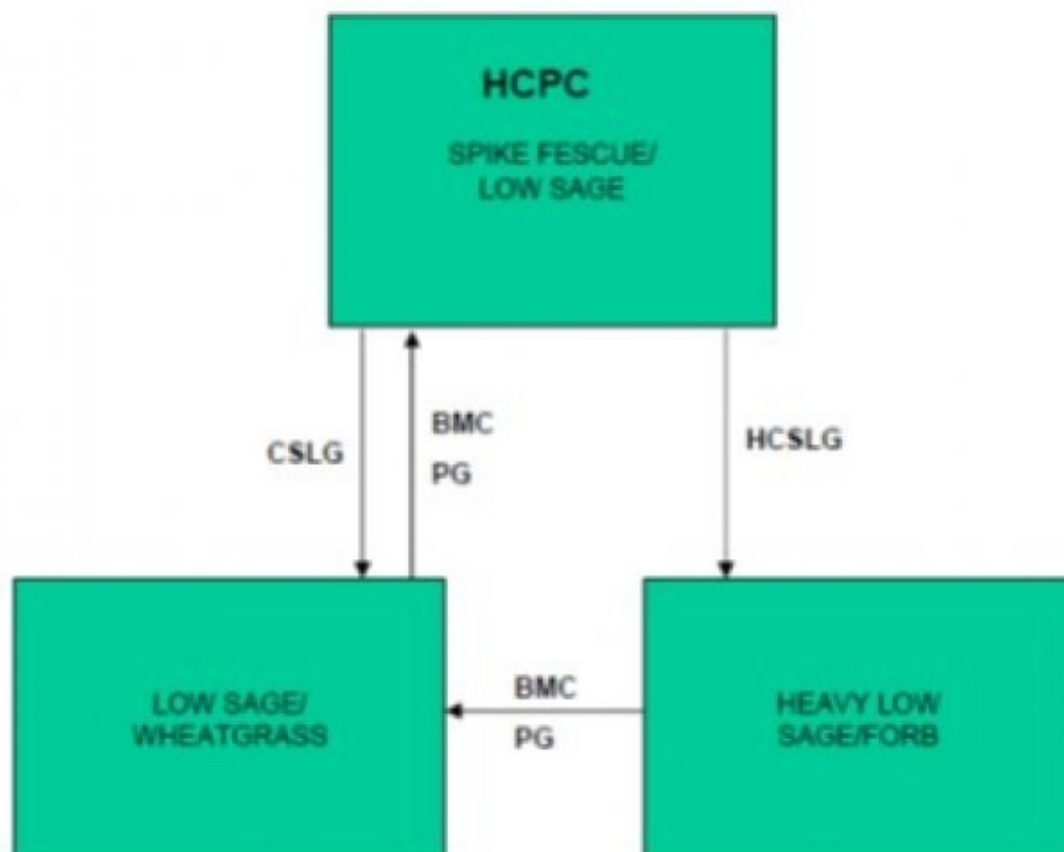 HCPC
SPIKE FESCUE/
LOW SAGE
CSLG
BMC
PG
HCSLG
LOW SAGE/
WHEATGRASS
BMC
PG
HEAVY LOW
SAGE/FORB